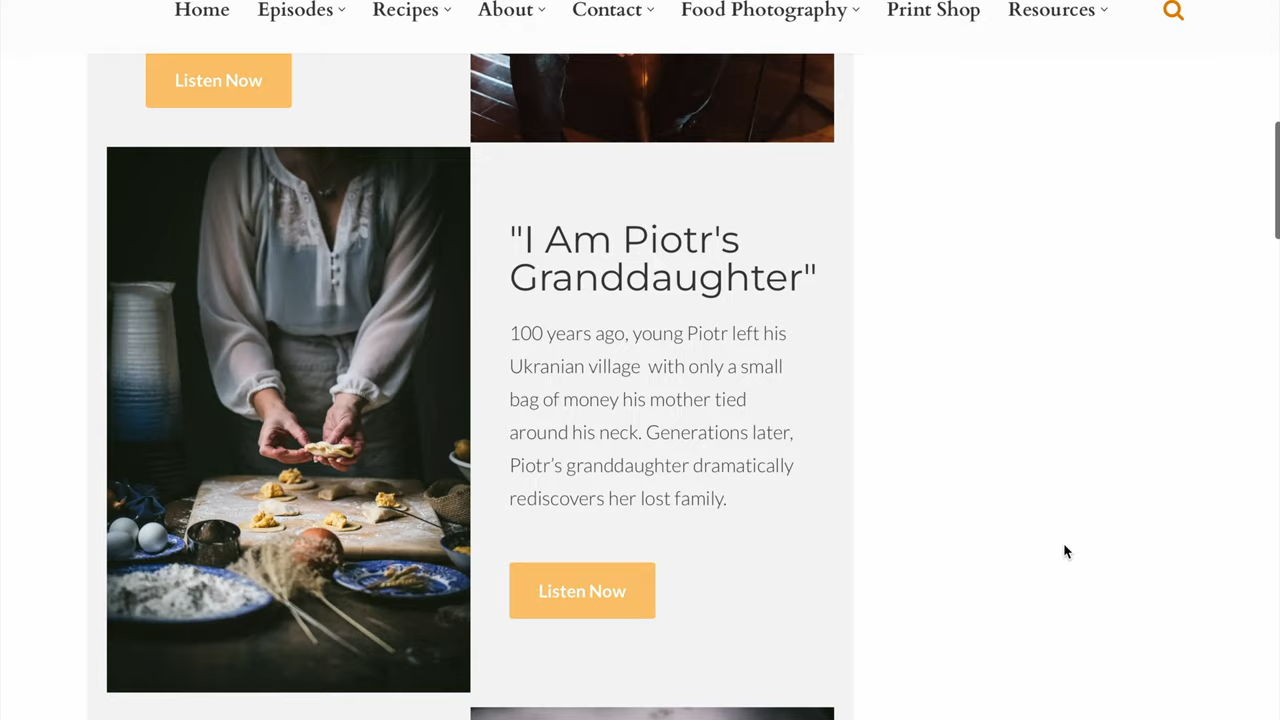 Home Episodes Recipes About Contact Food Photography Print Shop Resources
Listen Now
"I Am Piotr's
Granddaughter"
100 years ago, young Piotr left his
Ukranian village  with only a small
bag of money his mother tied
around his neck. Generations later,
Piotr’s granddaughter dramatically
rediscovers her lost family.
Listen Now